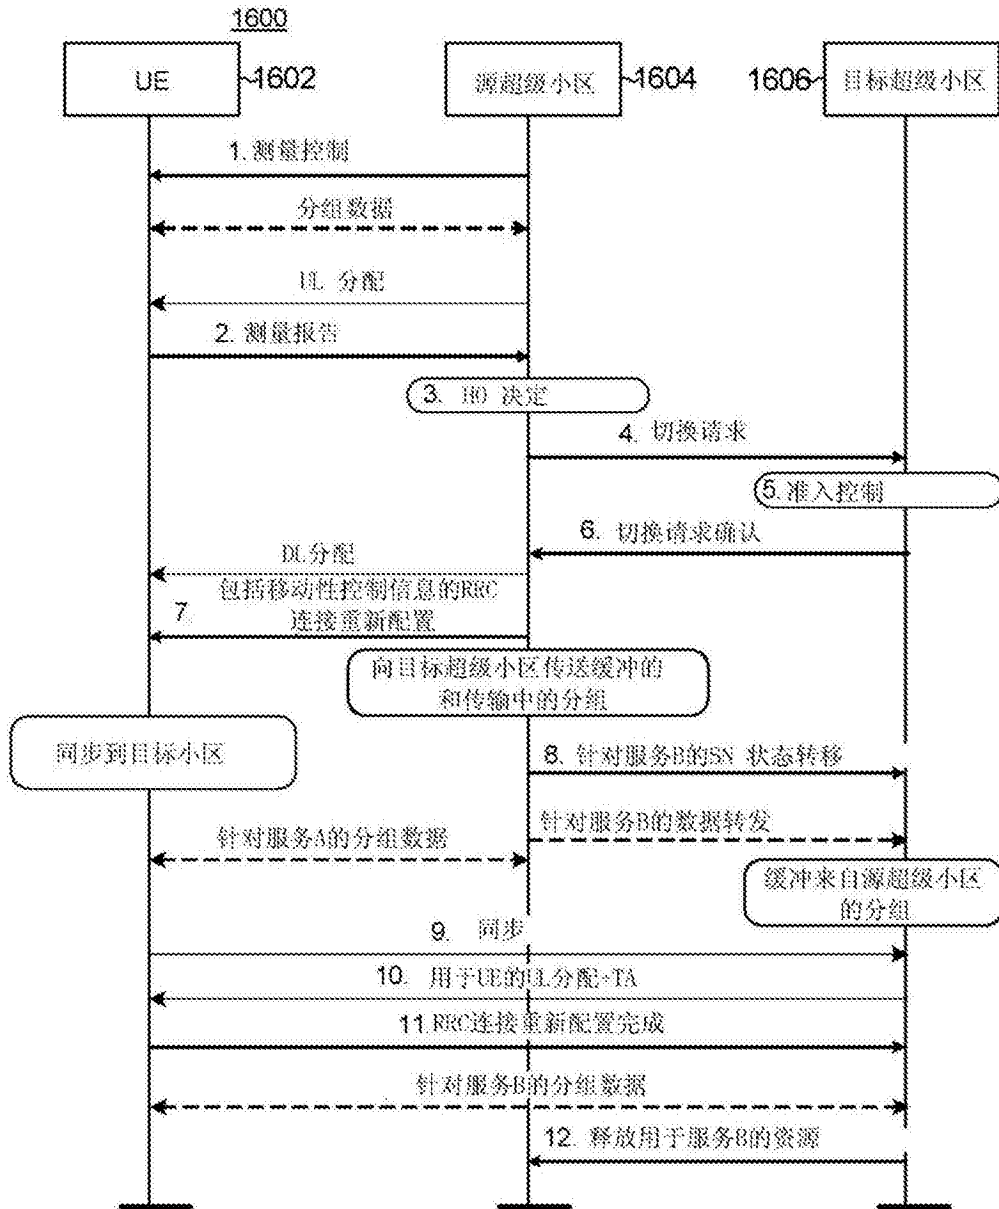 1600
UE
1602
源超级小区
1604
1606
目标超级小区
1. 测量控制
分组数据
UL 分配
2. 测量报告
3. HO 决定
4. 切换请求
5. 准入控制
6. 切换请求确认
DL分配
7. 包括移动性控制信息的RRC
连接重新配置
向目标超级小区传送缓冲的
和传输中的分组
同步到目标小区
8. 针对服务B的SN 状态转移
针对服务A的分组数据
针对服务B的数据转发
缓冲来自源超级小区
的分组
9. 同步
10. 用于UE的UL分配+TA
11.RRC连接重新配置完成
针对服务B的分组数据
12. 释放用于服务B的资源